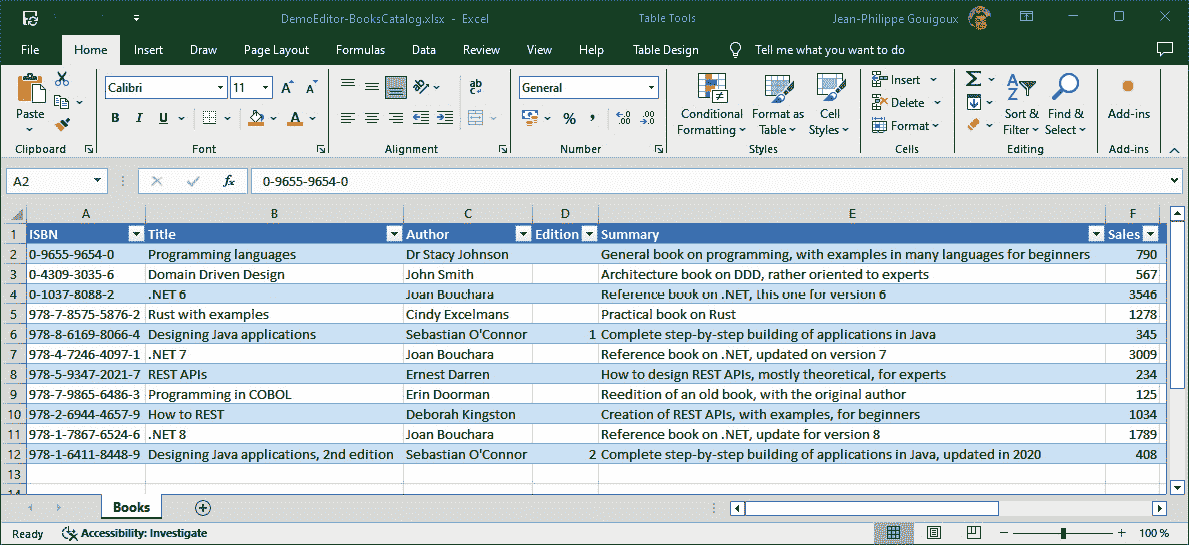 DemoEditor-BooksCatalog.xlsx - Excel Table Tools Jean-Philippe Gouigoux
File Home Insert Draw Page Layout Formulas Data Review View Help Table Design Tell me what you want to do
Calibri 11 General Insert
Paste B I U Conditional Formatting Format as Table Cell Styles Delete Sort & Filter Find & Select Add-ins
Format
Clipboard Font Alignment Number Styles Cells Editing Add-ins
A2 fx 0-9655-9654-0
A B C D E F
1 ISBN Title Author Edition Summary Sales
2 0-9655-9654-0 Programming languages Dr Stacy Johnson General book on programming, with examples in many languages for beginners 790
3 0-4309-3035-6 Domain Driven Design John Smith Architecture book on DDD, rather oriented to experts 567
4 0-1037-8088-2 .NET 6 Joan Bouchara Reference book on .NET, this one for version 6 3546
5 978-7-8575-5876-2 Rust with examples Cindy Excelmans Practical book on Rust 1278
6 978-8-6169-8066-4 Designing Java applications Sebastian O'Connor 1 Complete step-by-step building of applications in Java 345
7 978-4-7246-4097-1 .NET 7 Joan Bouchara Reference book on .NET, updated on version 7 3009
8 978-5-9347-2021-7 REST APIs Ernest Darren How to design REST APIs, mostly theoretical, for experts 234
9 978-7-9865-6486-3 Programming in COBOL Erin Doorman Reedition of an old book, with the original author 125
10 978-2-6944-4657-9 How to REST Deborah Kingston Creation of REST APIs, with examples, for beginners 1034
11 978-1-7867-6524-6 .NET 8 Joan Bouchara Reference book on .NET, update for version 8 1789
12 978-1-6411-8448-9 Designing Java applications, 2nd edition Sebastian O'Connor 2 Complete step-by-step building of applications in Java, updated in 2020 408
13
14
Books
Ready Accessibility: Investigate 100 %